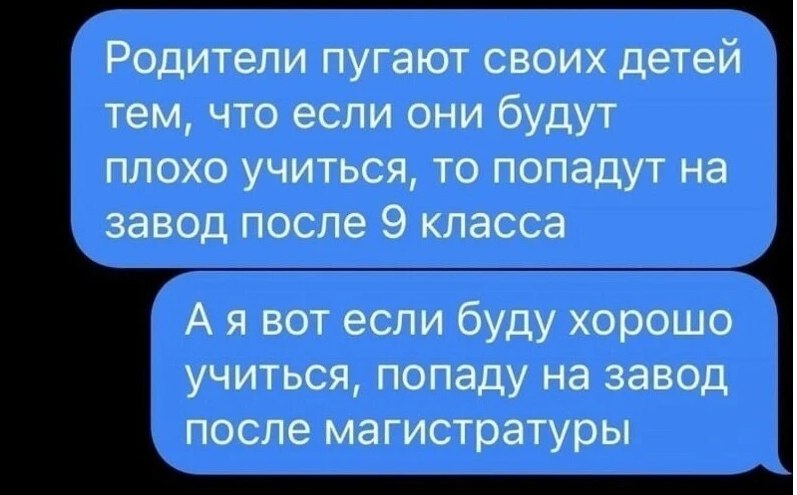 Родители пугают своих детей
тем, что если они будут
плохо учиться, то попадут на
завод после 9 класса
А я вот если буду хорошо
учиться, попаду на завод
после магистратуры